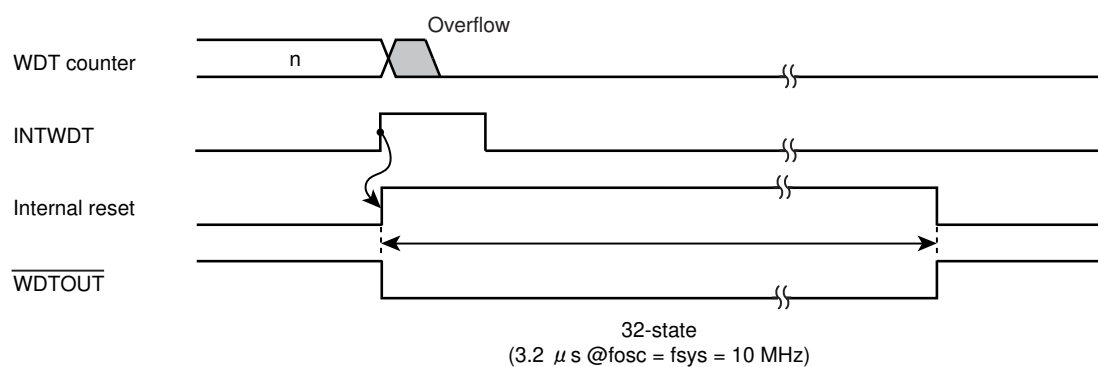 Overflow
WDT counter
n
INTWDT
Internal reset
WDTOUT
32-state
(3.2 μs @fosc = fsys = 10 MHz)